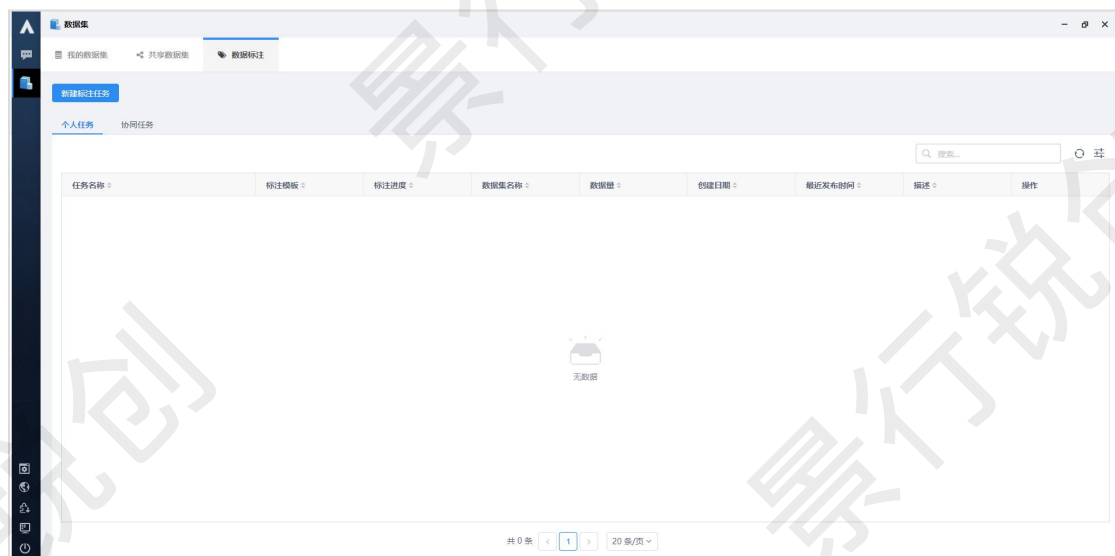 数据集
我的数据集 共享数据集 数据标注
新建标注任务
个人任务 协同任务
搜索...
任务名称 标注模板 标注进度 数据集名称 数据量 创建日期 最近发布时间 描述 操作
无数据
共 0 条 < 1 > 20 条/页
景行锐创